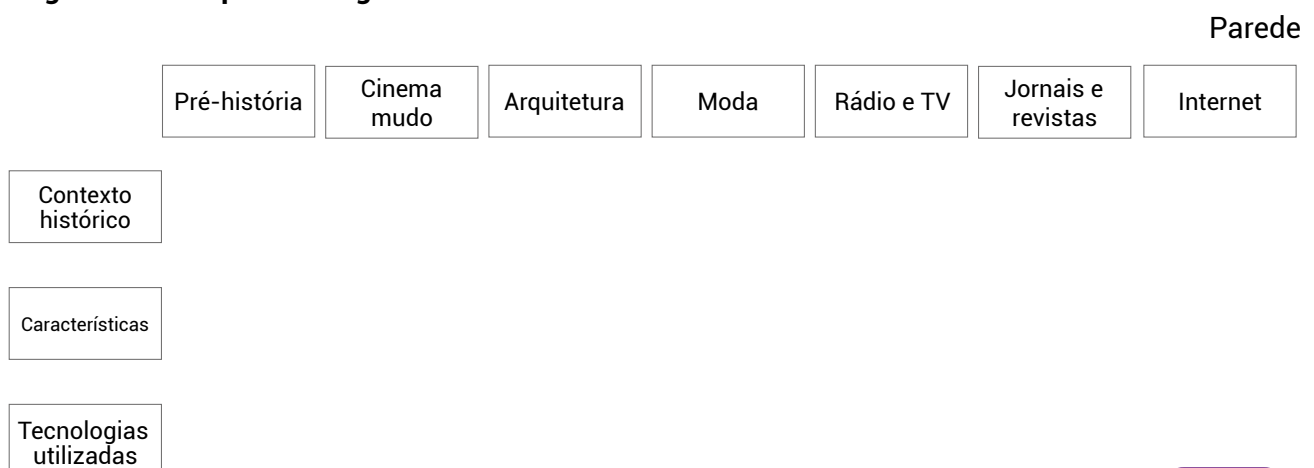 Parede
Pré-história
Cinema
mudo
Arquitetura
Moda
Rádio e TV
Jornais e
revistas
Internet
Contexto
histórico
Características
Tecnologias
utilizadas